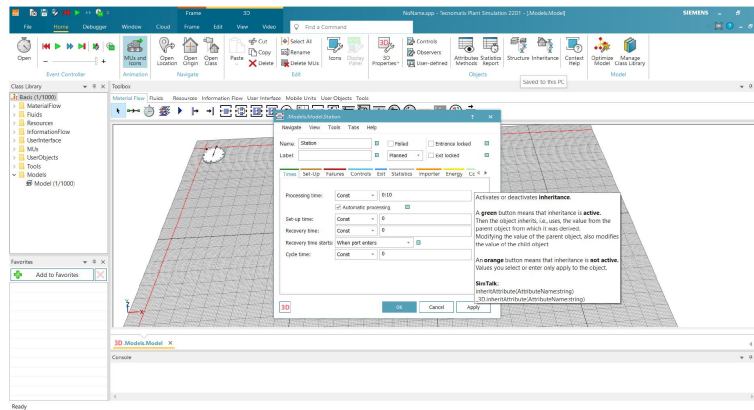 Frame
3D
NoName.spp - Tecnomatix Plant Simulation 2201 - [.Models.Model]
SIEMENS
File
Home
Debugger
Window
Cloud
Frame
Edit
View
Video
Find a Command
Open
Event Controller
MUs and Icons
Animation
Open Location
Open Origin
Open Class
Navigate
Paste
Cut
Copy
Delete
Select All
Rename
Delete MUs
Edit
Icons
Display Panel
3D Properties
Controls
Observers
User-defined
Attributes Methods
Statistics Report
Structure
Inheritance
Objects
Context Help
Optimize Model
Manage Class Library
Model
Saved to this PC
Class Library
Toolbox
Basis (1/1000)
MaterialFlow
Fluids
Resources
InformationFlow
UserInterface
MUs
UserObjects
Tools
Models
Model (1/1000)
Material Flow Fluids Resources Information Flow User Interface Mobile Units User Objects Tools
.Models.Model.Station
?
Navigate View Tools Tabs Help
Name: Station
Failed
Entrance locked
Label:
Planned
Exit locked
Times Set-Up Failures Controls Exit Statistics Importer Energy
Processing time: Const 0:10
Automatic processing
Set-up time: Const 0
Recovery time: Const 0
Recovery time starts: When part enters
Cycle time: Const 0
3D
OK
Cancel
Apply
Activates or deactivates inheritance.
A green button means that inheritance is active.
Then the object inherits, i.e., uses, the value from the
parent object from which it was derived.
Modifying the value of the parent object, also modifies
the value of the child object.
An orange button means that inheritance is not active.
Values you select or enter only apply to the object.
SimTalk:
inheritAttribute(AttributeName:string)
_3D.inheritAttribute(AttributeName:string)
Favorites
Add to Favorites
3D .Models.Model
Console
Ready